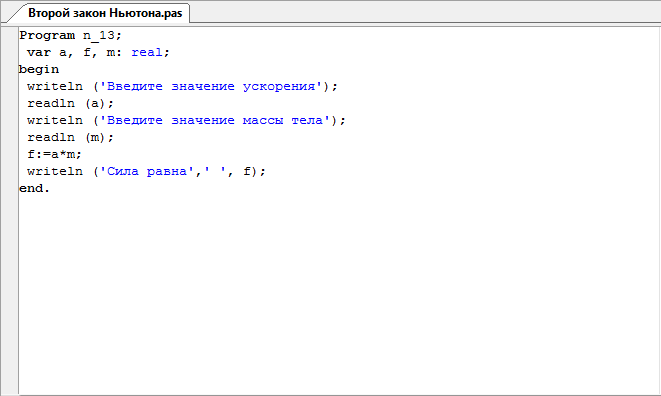 Второй закон Ньютона.pas
Program n_13;
var a, f, m: real;
begin
writeln ('Введите значение ускорения');
readln (a);
writeln ('Введите значение массы тела');
readln (m);
f:=a*m;
writeln ('Сила равна',' ', f);
end.